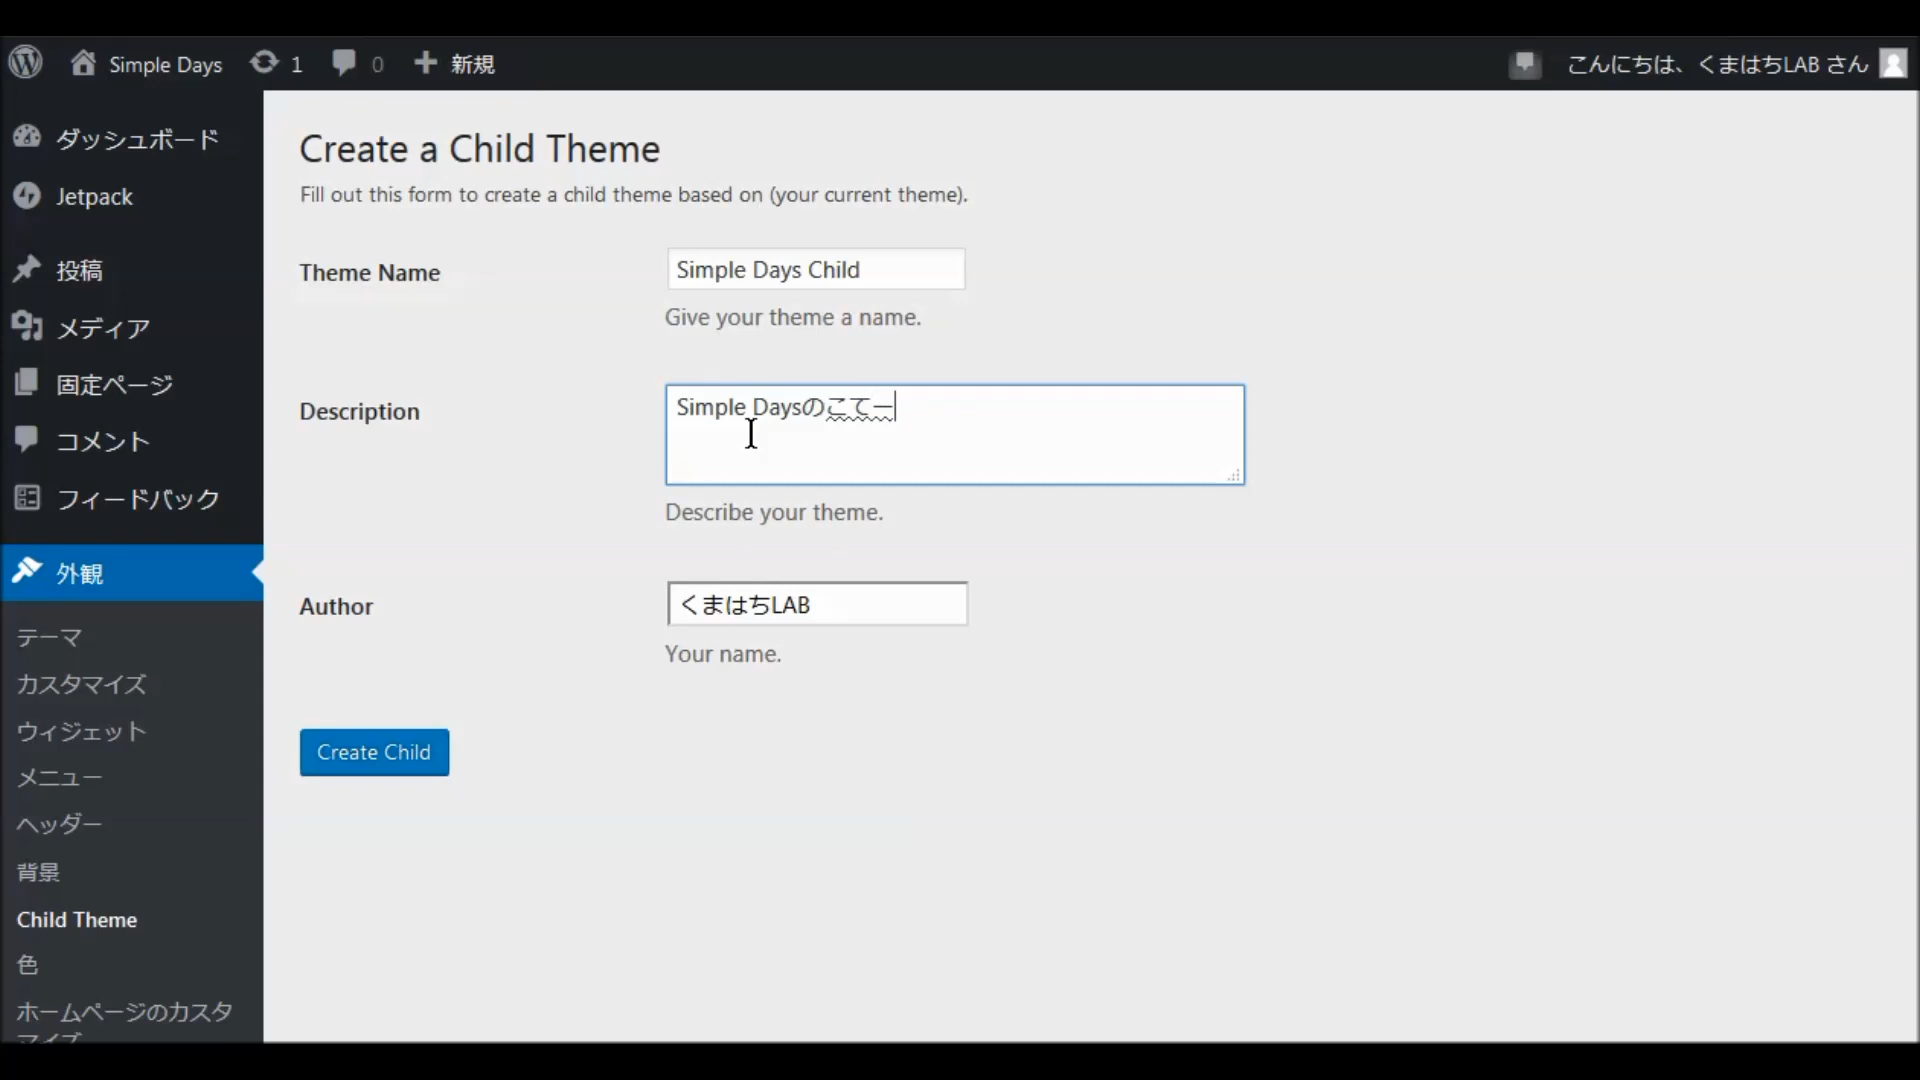 Simple Days 1 0 新規 こんにちは、くまはちLAB さん
ダッシュボード
Jetpack
投稿
メディア
固定ページ
コメント
フィードバック
外観
テーマ
カスタマイズ
ウィジェット
メニュー
ヘッダー
背景
Child Theme
色
ホームページのカスタ
マイズ
Create a Child Theme
Fill out this form to create a child theme based on (your current theme).
Theme Name
Simple Days Child
Give your theme a name.
Description
Simple Daysのこてー
Describe your theme.
Author
くまはちLAB
Your name.
Create Child